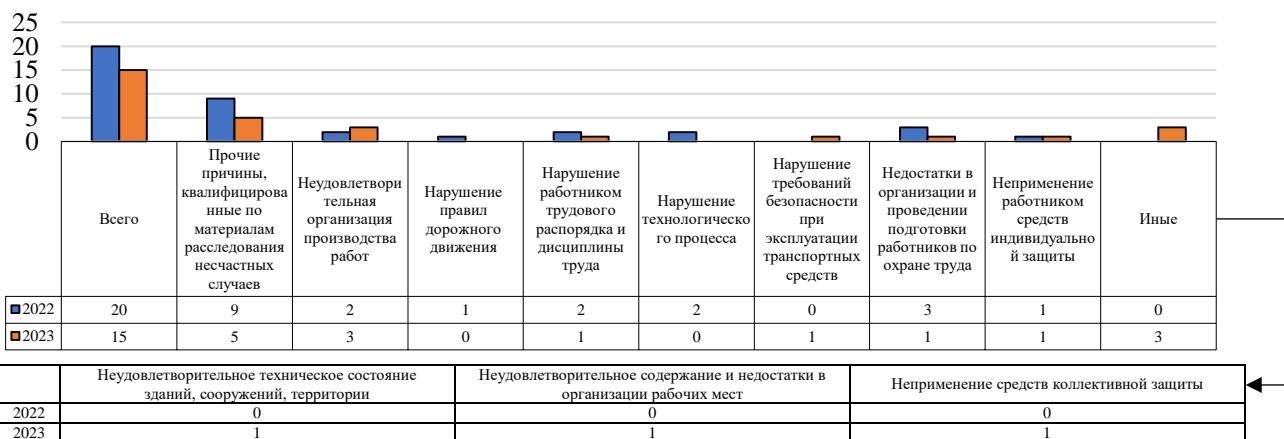 25
20
15
10
5
0
Всего
Прочие
причины,
квалифицирова
нные по
материалам
расследования
несчастных
случаев
Неудовлетвори
тельная
организация
производства
работ
Нарушение
правил
дорожного
движения
Нарушение
работником
трудового
распорядка и
дисциплины
труда
Нарушение
технологическо
го процесса
Нарушение
требований
безопасности
при
эксплуатации
транспортных
средств
Недостатки в
организации и
проведении
подготовки
работников по
охране труда
Неприменение
работником
средств
индивидуально
й защиты
Иные
2022 20 9 2 1 2 2 0 3 1 0
2023 15 5 3 0 1 0 1 1 1 3
Неудовлетворительное техническое состояние
зданий, сооружений, территории
Неудовлетворительное содержание и недостатки в
организации рабочих мест
Неприменение средств коллективной защиты
2022 0 0 0
2023 1 1 1